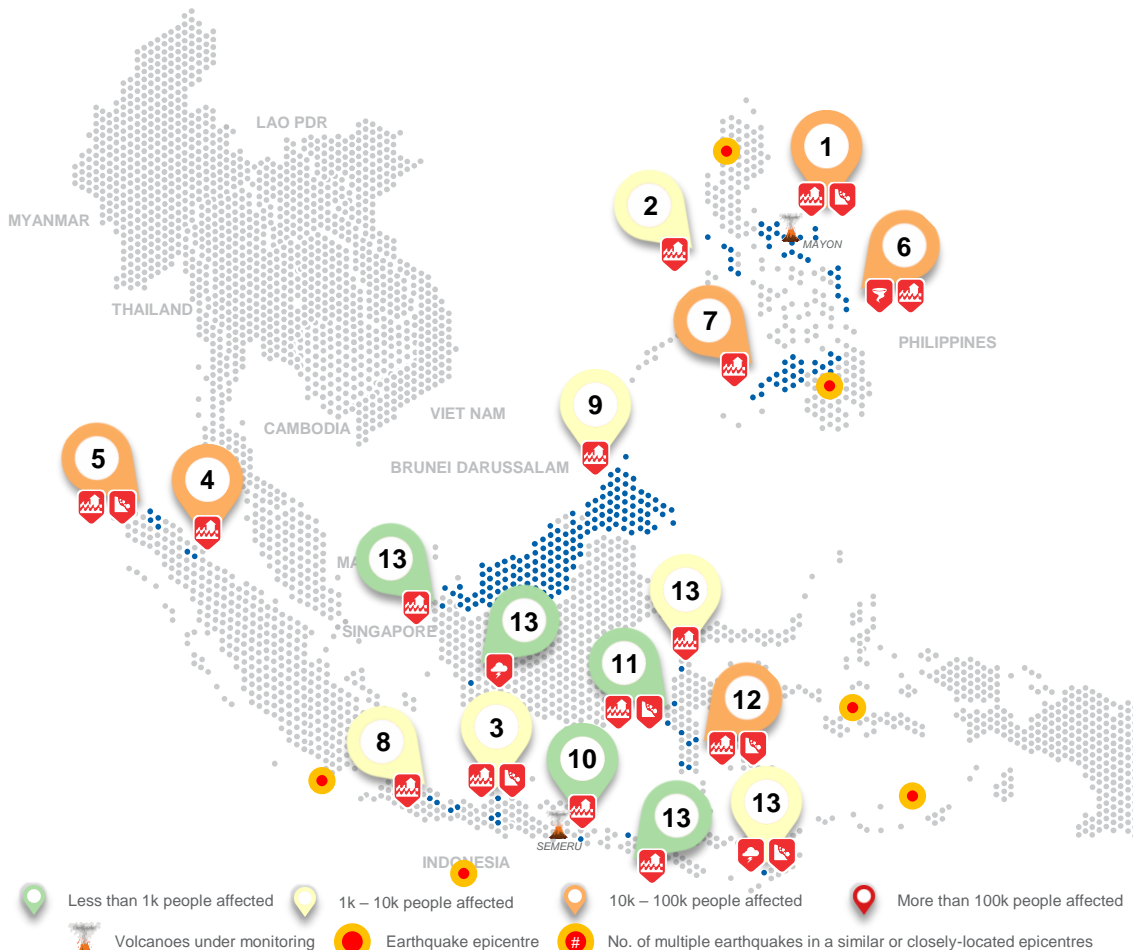 LAO PDR
1
MYANMAR
2
MAYON
6
THAILAND
7
PHILIPPINES
9
VIET NAM
CAMBODIA
5
4
BRUNEI DARUSSALAM
13
MA
13
SINGAPORE
13
11
12
3
8
10
13
13
SEMERU
INDONESIA
Less than 1k people affected
1k – 10k people affected
10k – 100k people affected
More than 100k people affected
Volcanoes under monitoring
Earthquake epicentre
# No. of multiple earthquakes in a similar or closely-located epicentres